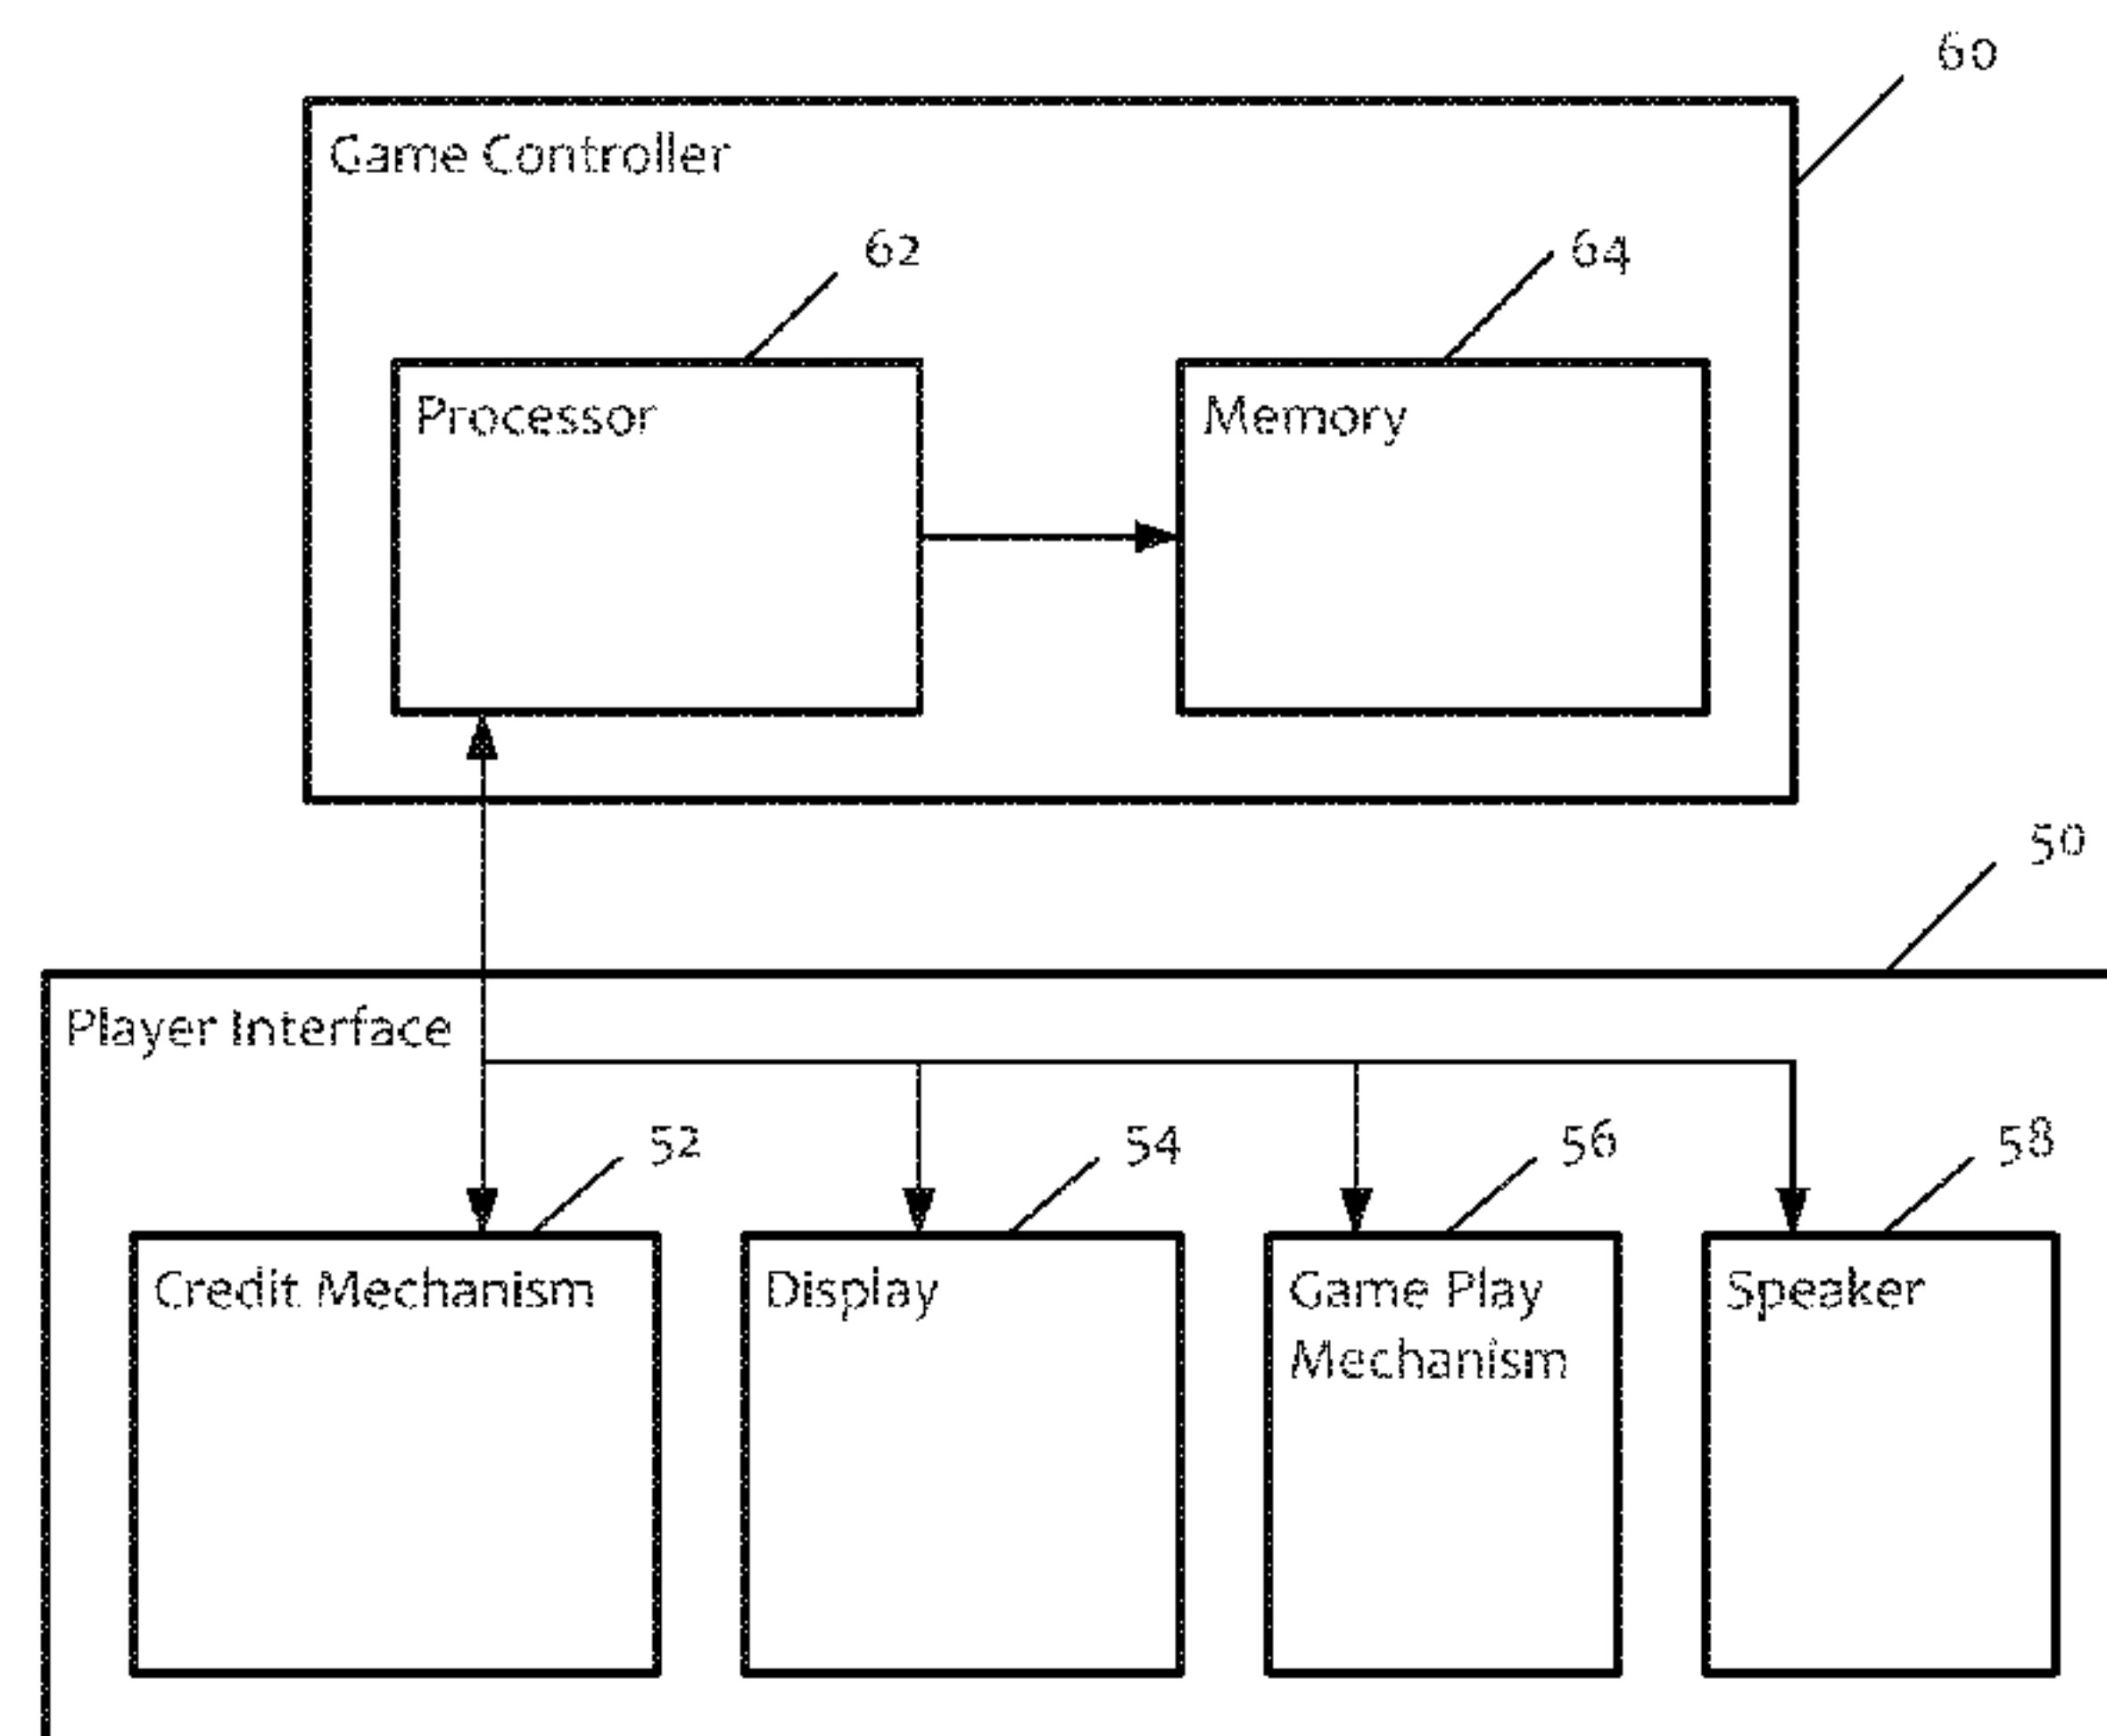 60
Game Controller
62
64
Processor
Memory
50
Player Interface
52
54
56
58
Credit Mechanism
Display
Game Play
Mechanism
Speaker